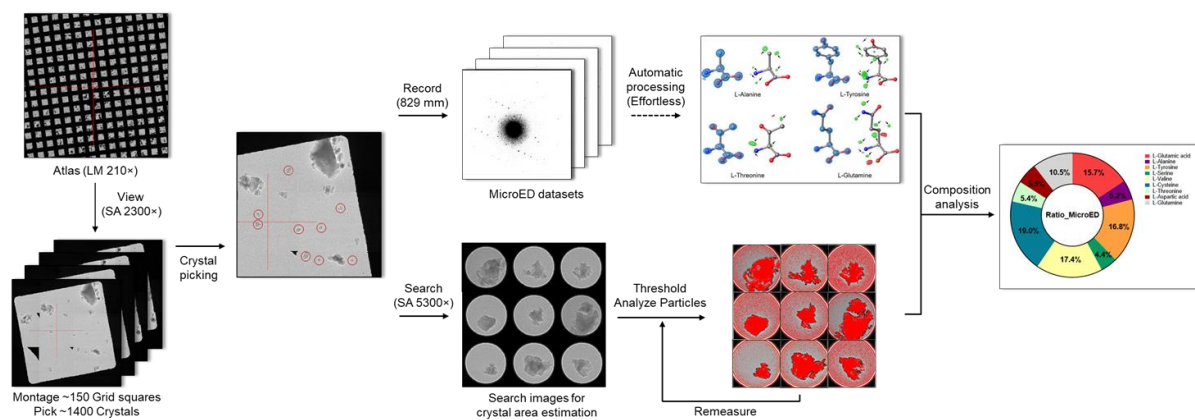 Atlas (LM 210×)
View
(SA 2300×)
Montage ~150 Grid squares
Pick ~1400 Crystals
Crystal
picking
Record
(829 mm)
MicroED datasets
Automatic
processing
(Effortless)
L-Alanine
L-Tyrosine
L-Threonine
L-Glutamine
Search
(SA 5300×)
Search images for
crystal area estimation
Threshold
Analyze Particles
Remeasure
Composition
analysis
Ratio_MicroED
10.5%
15.7%
16.8%
4.4%
17.4%
19.0%
5.4%
L-Glutamic acid
L-Alanine
L-Tyrosine
L-Serine
L-Valine
L-Cysteine
L-Threonine
L-Aspartic acid
L-Glutamine